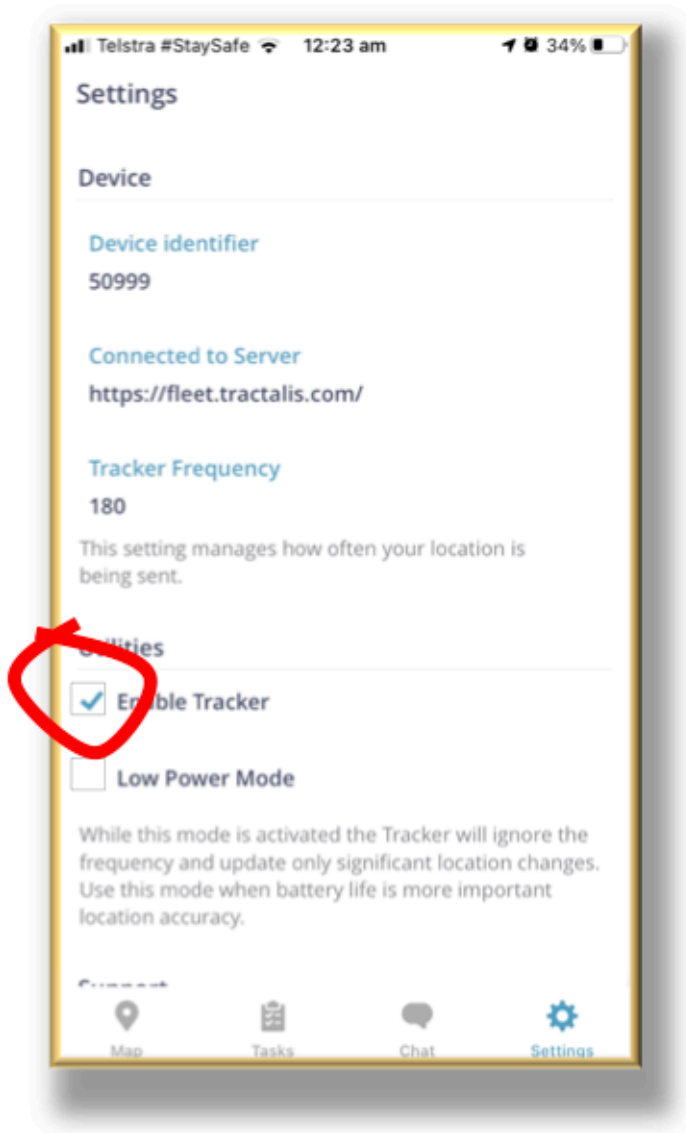 Telstra #StaySafe 12:23 am 34%
Settings
Device
Device identifier
50999
Connected to Server
https://fleet.tractalis.com/
Tracker Frequency
180
This setting manages how often your location is
being sent.
Utilities
Enable Tracker
Low Power Mode
While this mode is activated the Tracker will ignore the
frequency and update only significant location changes.
Use this mode when battery life is more important
location accuracy.
Support
Map Tasks Chat Settings